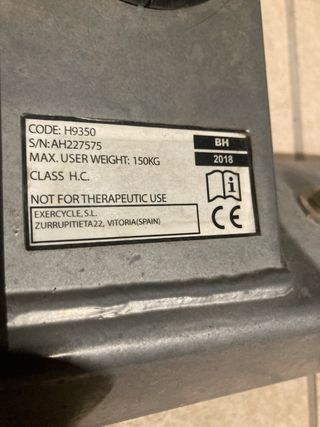 CODE: H9350
S/N: AH227575
MAX. USER WEIGHT: 150KG
CLASS H.C.
NOT FOR THERAPEUTIC USE
EXERCYCLE, S.L.
ZURRUPITIETA22, VITORIA(SPAIN)
BH
2018
i
CE